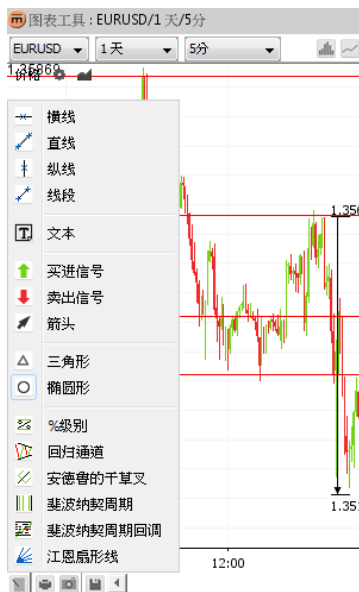 图表工具 : EURUSD/1 天/5分
EURUSD 1 天 5分
1.35869
价格
横线
直线
纵线
线段
文本
买进信号
卖出信号
箭头
三角形
椭圆形
%级别
回归通道
安德鲁的干草叉
斐波纳契周期
斐波纳契周期回调
江恩扇形线
1.35
1.351
12:00